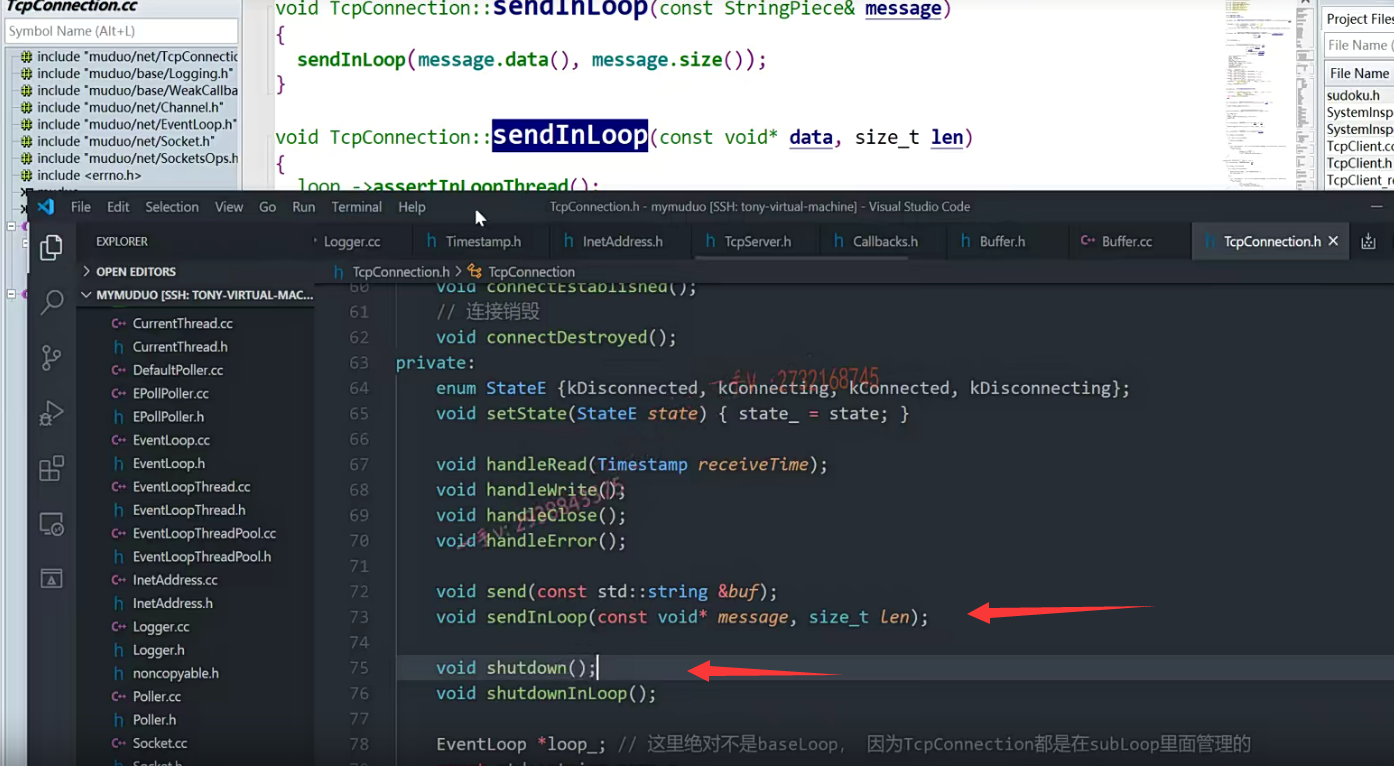 TcpConnection.cc
Symbol Name (Alt+L)
include "muduo/net/TcpConnectic
include "muduo/base/Logging.h"
include "muduo/base/WeakCallba
include "muduo/net/Channel.h"
include "muduo/net/EventLoop.h"
include "muduo/net/Socket.h"
include "muduo/net/SocketsOps.h
include <errno.h>
void TcpConnection::sendInLoop(const StringPiece& message)
{
sendInLoop(message.data(), message.size());
}
void TcpConnection::sendInLoop(const void* data, size_t len)
{
loop_->assertInLoopThread();
Project Files
File Name (
File Name
sudoku.h
SystemInsp
SystemInsp
TcpClient.cc
TcpClient.h
TcpClient_re
File Edit Selection View Go Run Terminal Help
TcpConnection.h - mymuduo [SSH: tony-virtual-machine] - Visual Studio Code
EXPLORER
OPEN EDITORS
MYMUDUO [SSH: TONY-VIRTUAL-MAC...
C++ CurrentThread.cc
h CurrentThread.h
C++ DefaultPoller.cc
C++ EPollPoller.cc
h EPollPoller.h
C++ EventLoop.cc
h EventLoop.h
C++ EventLoopThread.cc
h EventLoopThread.h
C++ EventLoopThreadPool.cc
h EventLoopThreadPool.h
C++ InetAddress.cc
h InetAddress.h
C++ Logger.cc
h Logger.h
h noncopyable.h
C++ Poller.cc
h Poller.h
C++ Socket.cc
h Socket.h
Logger.cc h Timestamp.h h InetAddress.h h TcpServer.h h Callbacks.h h Buffer.h C++ Buffer.cc h TcpConnection.h ×
h TcpConnection.h > TcpConnection
60 void connectEstablished();
61 // 连接销毁
62 void connectDestroyed();
63 private:
64 enum StateE {kDisconnected, kConnecting, kConnected, kDisconnecting};
65 void setState(StateE state) { state_ = state; }
66
67 void handleRead(Timestamp receiveTime);
68 void handleWrite();
69 void handleClose();
70 void handleError();
71
72 void send(const std::string &buf);
73 void sendInLoop(const void* message, size_t len);
74
75 void shutdown();
76 void shutdownInLoop();
77
78 EventLoop *loop_; // 这里绝对不是baseLoop， 因为TcpConnection都是在subLoop里面管理的
2732168745